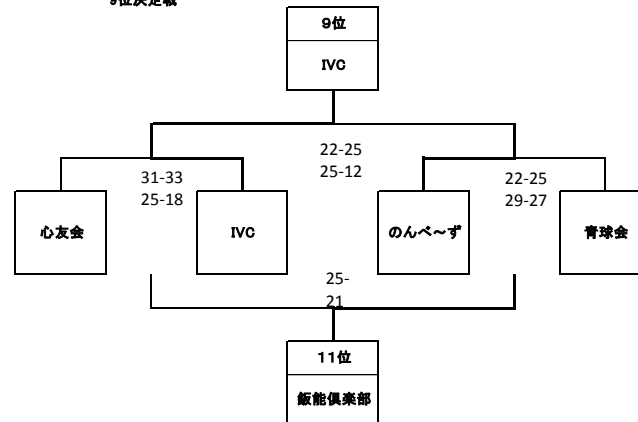 9位決定戦
9位
IVC
22-25
25-12
31-33
25-18
22-25
29-27
心友会
IVC
のんべ～ず
青球会
25-
21
11位
飯能倶楽部